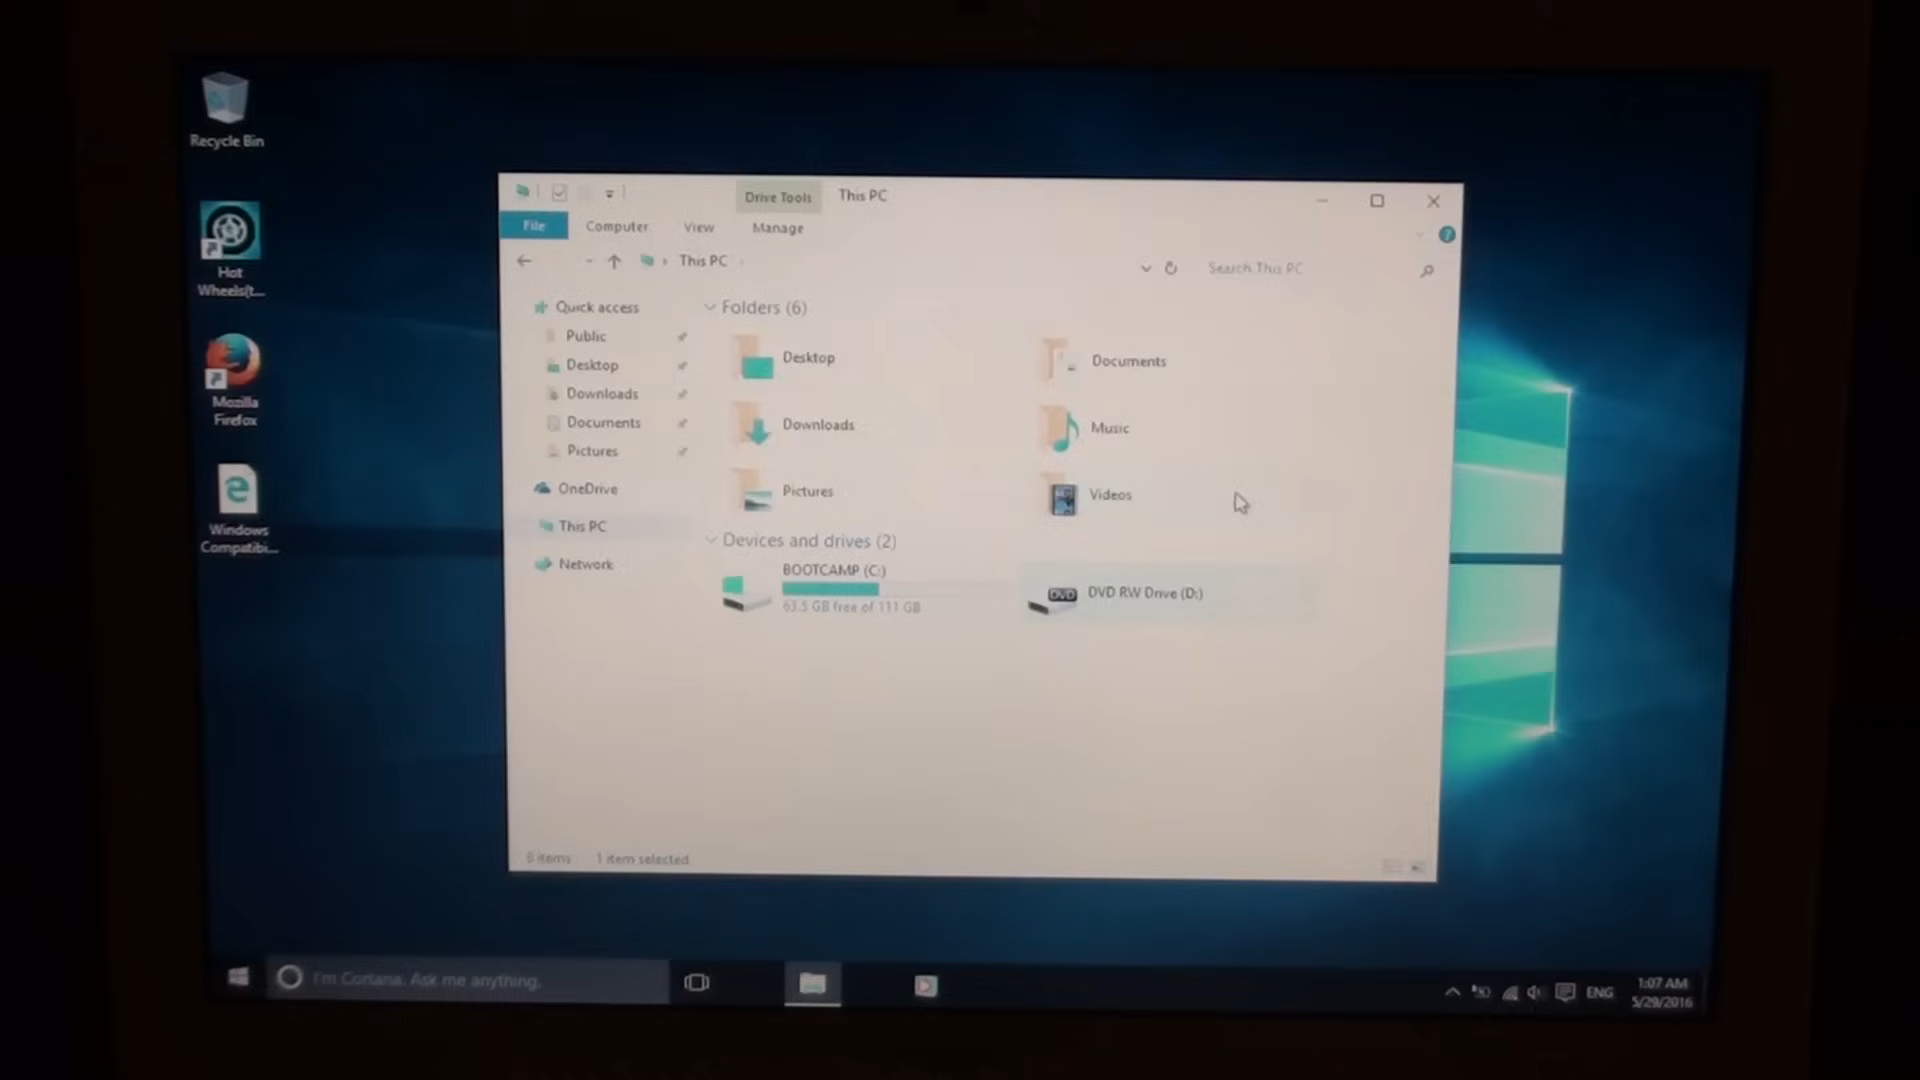 Recycle Bin
Hot
Wheels(t...
Mozilla
Firefox
Windows
Compatibi...
Drive Tools
This PC
File
Computer
View
Manage
This PC
Search This PC
Quick access
Public
Desktop
Downloads
Documents
Pictures
OneDrive
This PC
Network
Folders (6)
Desktop
Documents
Downloads
Music
Pictures
Videos
Devices and drives (2)
BOOTCAMP (C:)
63.5 GB free of 111 GB
DVD
DVD RW Drive (D:)
8 items
1 item selected
I'm Cortana. Ask me anything.
ENG
1:07 AM
5/29/2016